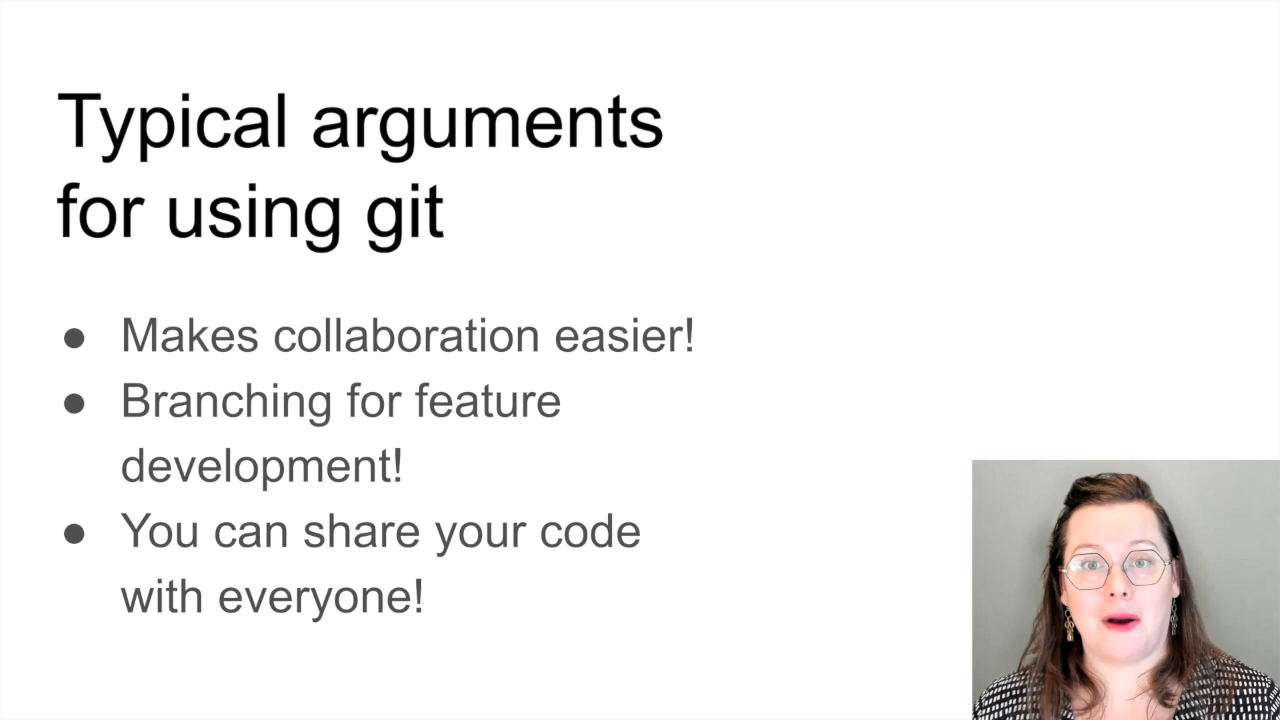 Typical arguments
for using git
● Makes collaboration easier!
● Branching for feature
development!
● You can share your code
with everyone!